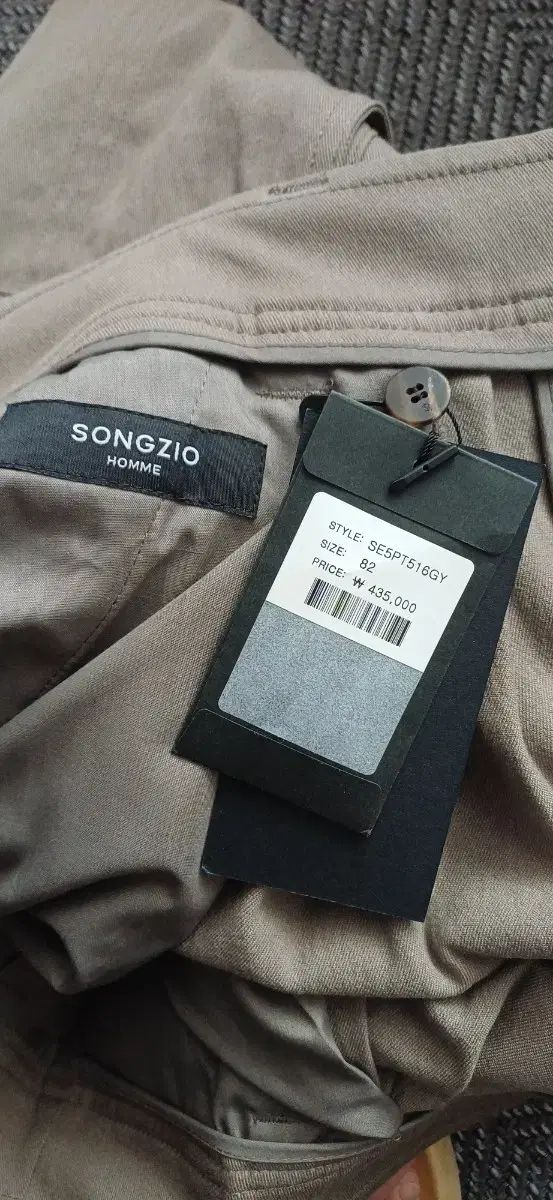 SONGZIO
HOMME
STYLE: SE5PT516GY
SIZE: 82
PRICE: ₩ 435,000